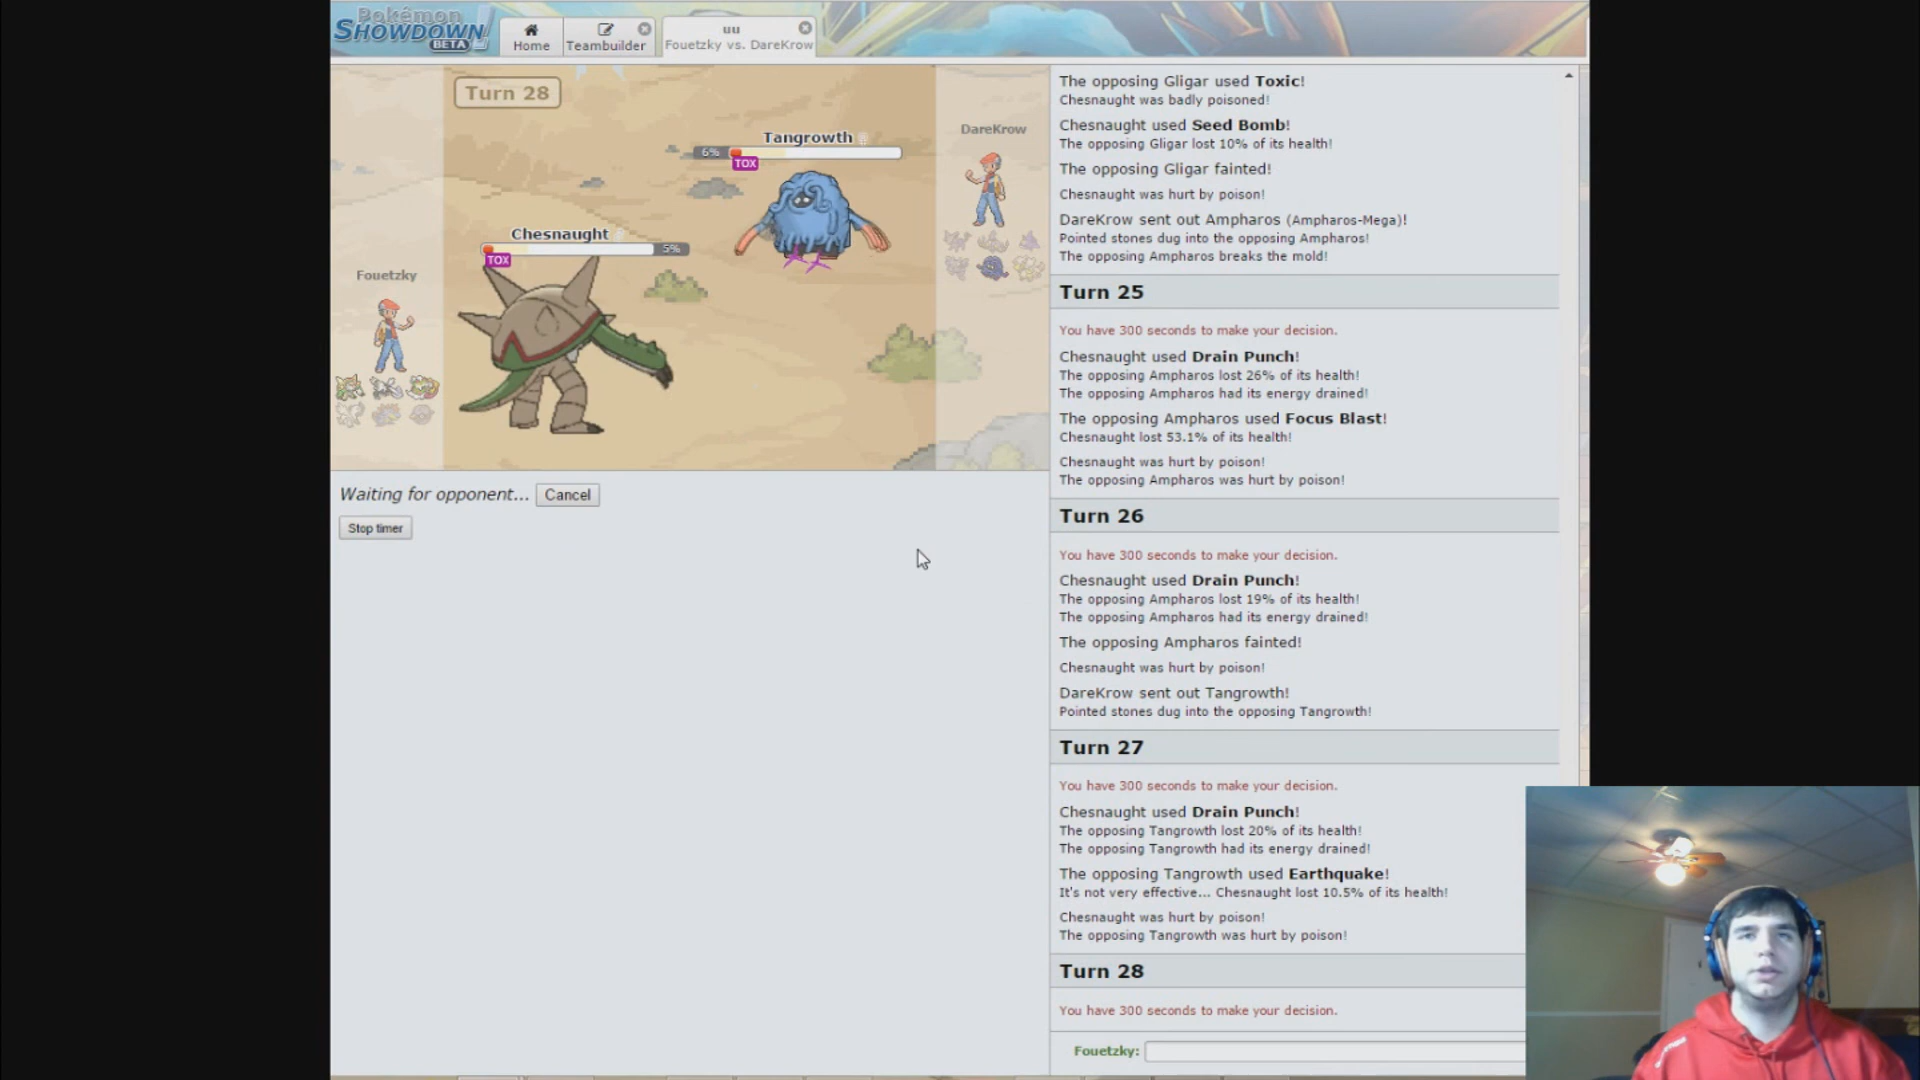 Pokémon
SHOWDOWN!
BETA
Home
Teambuilder
uu
Fouetzky vs. DareKrow
Turn 28
Tangrowth
6%
TOX
Chesnaught
5%
TOX
Fouetzky
DareKrow
Waiting for opponent... Cancel
Stop timer
The opposing Gligar used Toxic!
Chesnaught was badly poisoned!
Chesnaught used Seed Bomb!
The opposing Gligar lost 10% of its health!
The opposing Gligar fainted!
Chesnaught was hurt by poison!
DareKrow sent out Ampharos (Ampharos-Mega)!
Pointed stones dug into the opposing Ampharos!
The opposing Ampharos breaks the mold!
Turn 25
You have 300 seconds to make your decision.
Chesnaught used Drain Punch!
The opposing Ampharos lost 26% of its health!
The opposing Ampharos had its energy drained!
The opposing Ampharos used Focus Blast!
Chesnaught lost 53.1% of its health!
Chesnaught was hurt by poison!
The opposing Ampharos was hurt by poison!
Turn 26
You have 300 seconds to make your decision.
Chesnaught used Drain Punch!
The opposing Ampharos lost 19% of its health!
The opposing Ampharos had its energy drained!
The opposing Ampharos fainted!
Chesnaught was hurt by poison!
DareKrow sent out Tangrowth!
Pointed stones dug into the opposing Tangrowth!
Turn 27
You have 300 seconds to make your decision.
Chesnaught used Drain Punch!
The opposing Tangrowth lost 20% of its health!
The opposing Tangrowth had its energy drained!
The opposing Tangrowth used Earthquake!
It's not very effective... Chesnaught lost 10.5% of its health!
Chesnaught was hurt by poison!
The opposing Tangrowth was hurt by poison!
Turn 28
You have 300 seconds to make your decision.
Fouetzky: